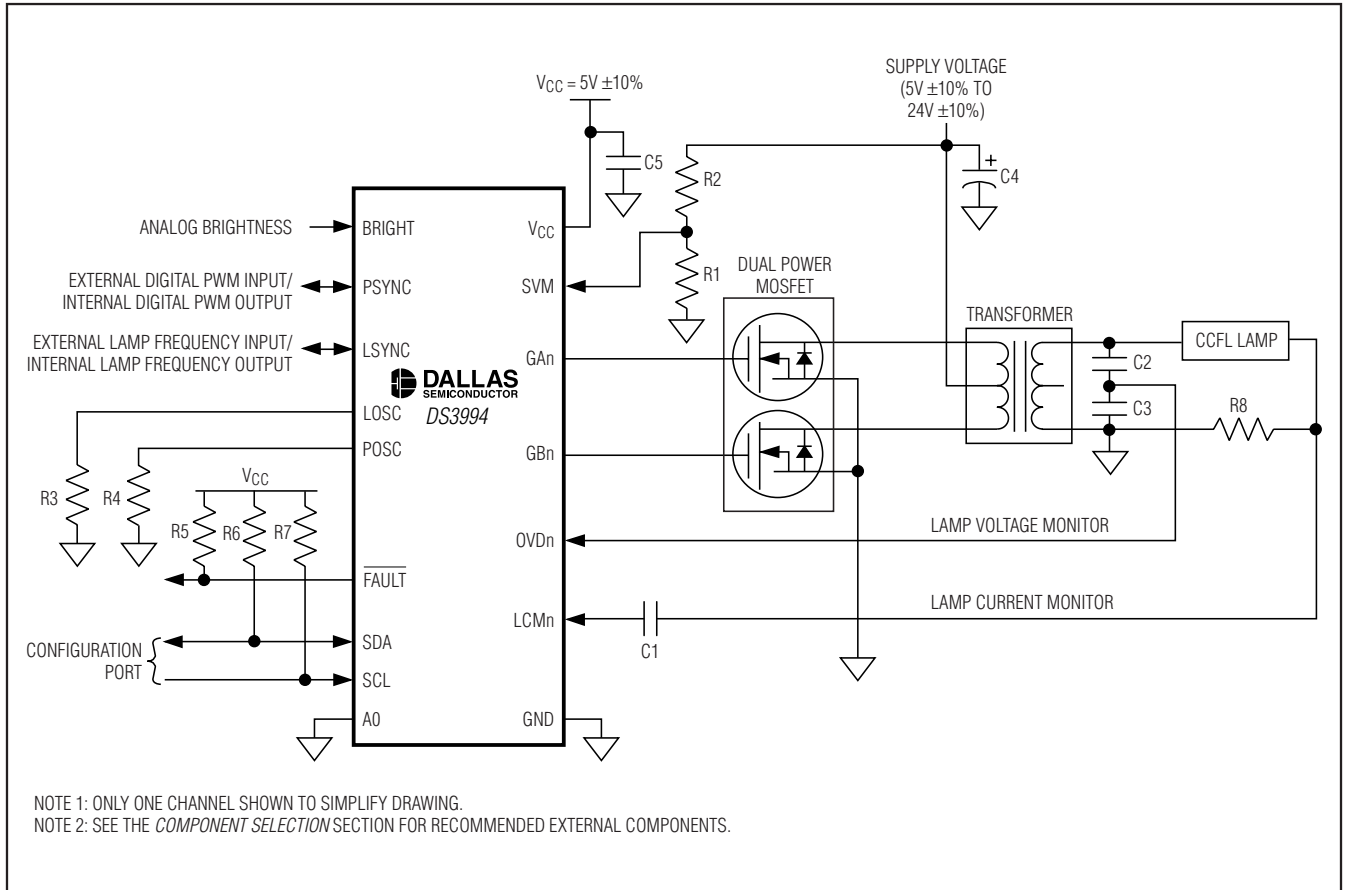 VCC = 5V ±10%
SUPPLY VOLTAGE
(5V ±10% TO
24V ±10%)
C5
R2
+
C4
ANALOG BRIGHTNESS
BRIGHT
VCC
EXTERNAL DIGITAL PWM INPUT/
INTERNAL DIGITAL PWM OUTPUT
PSYNC
SVM
R1
DUAL POWER
MOSFET
TRANSFORMER
EXTERNAL LAMP FREQUENCY INPUT/
INTERNAL LAMP FREQUENCY OUTPUT
LSYNC
GAn
CCFL LAMP
C2
DALLAS
SEMICONDUCTOR
DS3994
LOSC
C3
R8
POSC
GBn
VCC
R3
R4
R5
R6
R7
OVDn
LAMP VOLTAGE MONITOR
FAULT
LCMn
C1
LAMP CURRENT MONITOR
CONFIGURATION
PORT
SDA
SCL
A0
GND
NOTE 1: ONLY ONE CHANNEL SHOWN TO SIMPLIFY DRAWING.
NOTE 2: SEE THE COMPONENT SELECTION SECTION FOR RECOMMENDED EXTERNAL COMPONENTS.